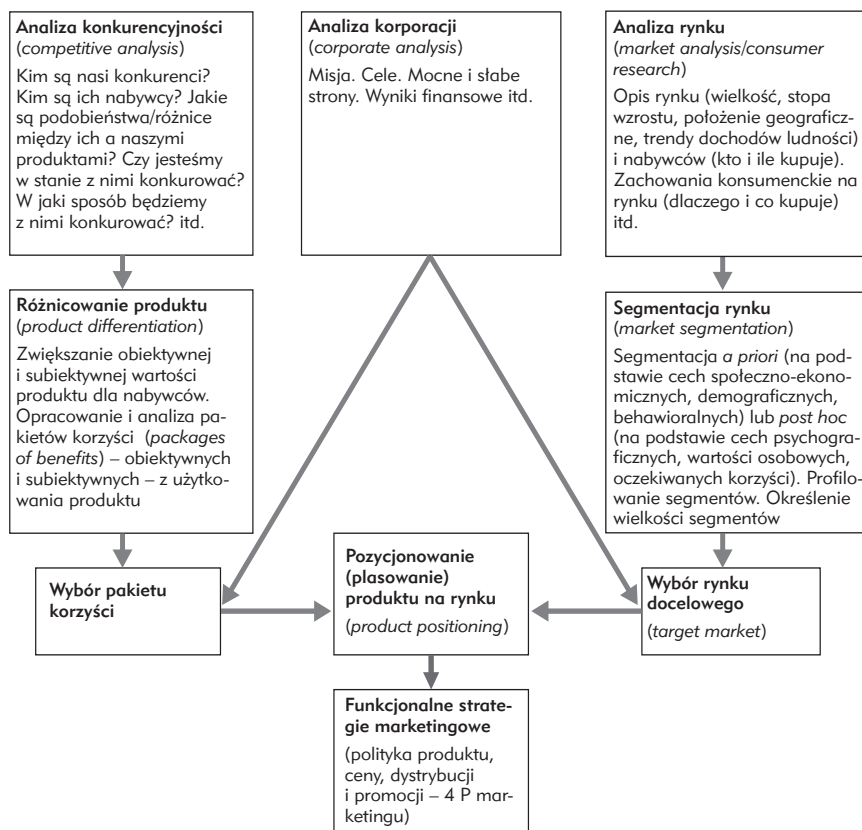 Analiza konkurencyjności
(competitive analysis)
Kim są nasi konkurenci?
Kim są ich nabywcy? Jakie
są podobieństwa/różnice
między ich a naszymi
produktami? Czy jesteśmy
w stanie z nimi konkurować?
W jaki sposób będziemy
z nimi konkurować? itd.
Analiza korporacji
(corporate analysis)
Misja. Cele. Mocne i słabe
strony. Wyniki finansowe itd.
Analiza rynku
(market analysis/consumer
research)
Opis rynku (wielkość, stopa
wzrostu, położenie geograficz-
ne, trendy dochodów ludności)
i nabywców (kto i ile kupuje).
Zachowania konsumenckie na
rynku (dlaczego i co kupuje)
itd.
Różnicowanie produktu
(product differentiation)
Zwiększanie obiektywnej
i subiektywnej wartości
produktu dla nabywców.
Opracowanie i analiza pa-
kietów korzyści (packages
of benefits) – obiektywnych
i subiektywnych – z użytko-
wania produktu
Segmentacja rynku
(market segmentation)
Segmentacja a priori (na pod-
stawie cech społeczno-ekono-
micznych, demograficznych,
behawioralnych) lub post hoc
(na podstawie cech psychogra-
ficznych, wartości osobowych,
oczekiwanych korzyści). Profilo-
wanie segmentów. Określenie
wielkości segmentów
Wybór pakietu
korzyści
Pozycjonowanie
(plasowanie)
produktu na rynku
(product positioning)
Wybór rynku
docelowego
(target market)
Funkcjonalne strate-
gie marketingowe
(polityka produktu,
ceny, dystrybucji
i promocji – 4 P mar-
ketingu)